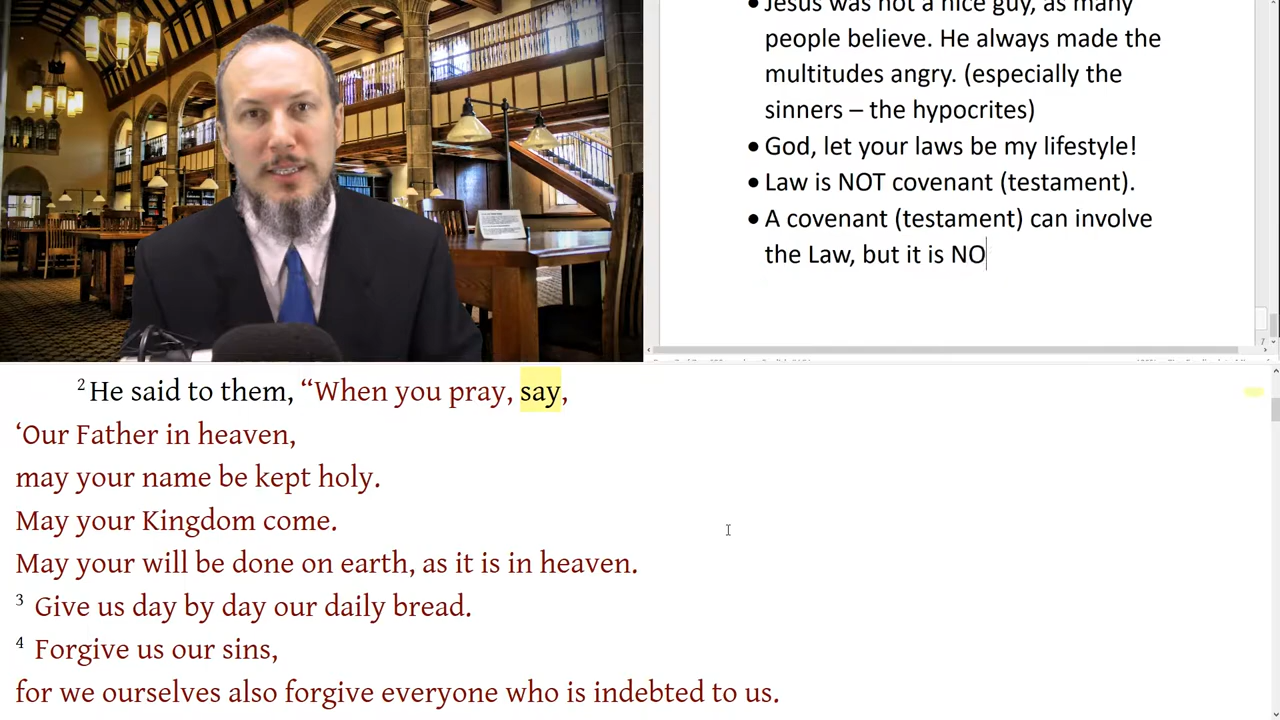 Jesus was not a nice guy, as many
people believe. He always made the
multitudes angry. (especially the
sinners – the hypocrites)
• God, let your laws be my lifestyle!
• Law is NOT covenant (testament).
• A covenant (testament) can involve
the Law, but it is NO
2 He said to them, “When you pray, say,
‘Our Father in heaven,
may your name be kept holy.
May your Kingdom come.
May your will be done on earth, as it is in heaven.
3 Give us day by day our daily bread.
4 Forgive us our sins,
for we ourselves also forgive everyone who is indebted to us.